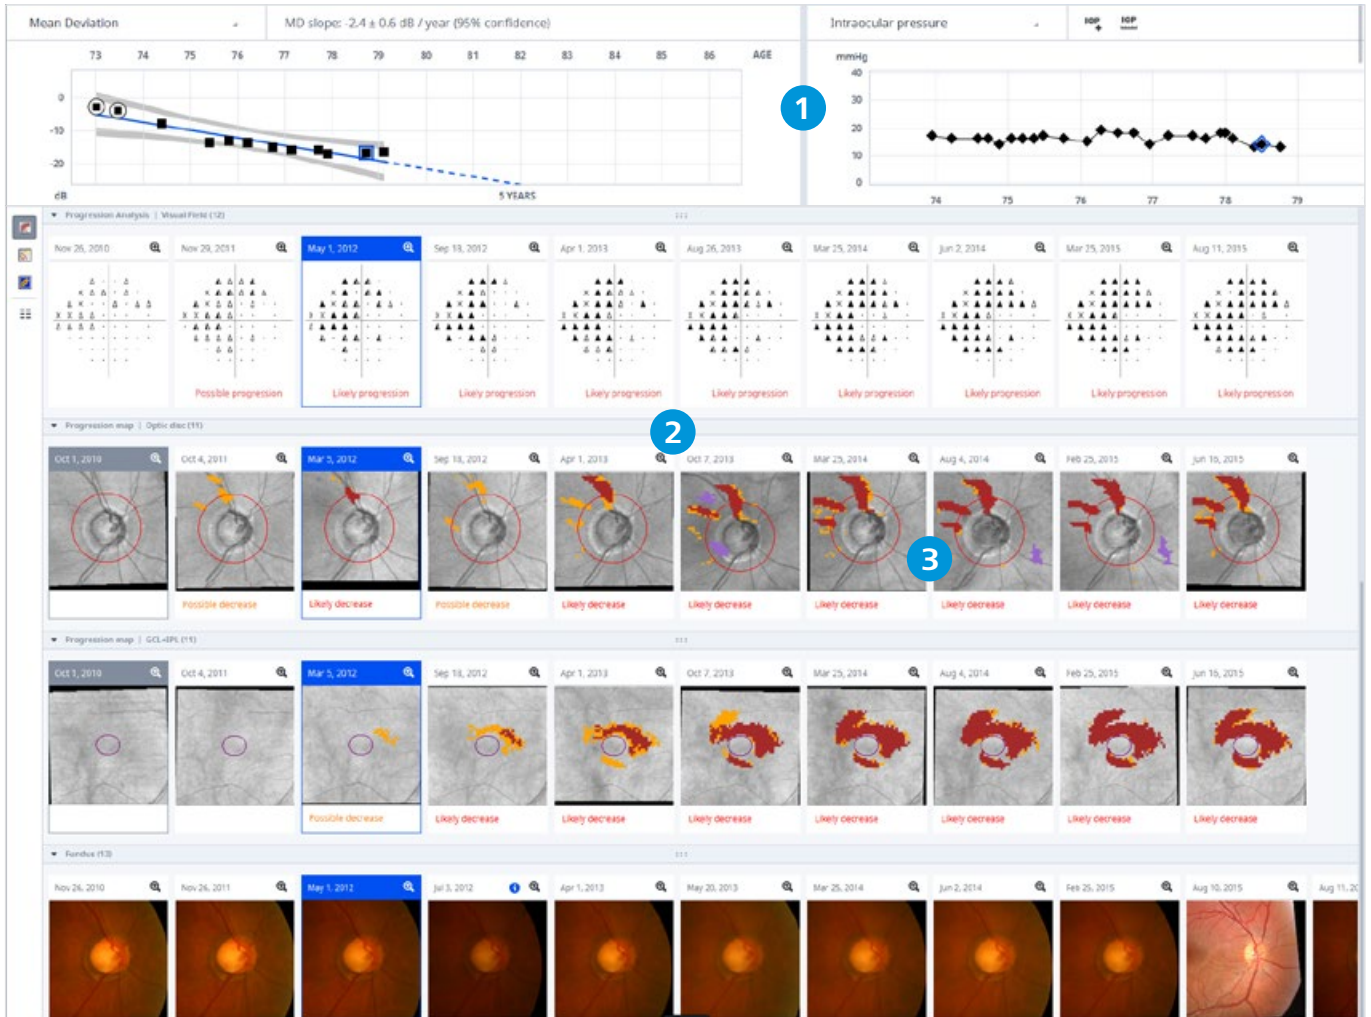 Mean Deviation
MD slope: -2.4 ± 0.6 dB / year (95% confidence)
Intraocular pressure
IOP
+
IOP
73 74 75 76 77 78 79 80 81 82 83 84 85 86 AGE
0
-10
-20
dB
5 YEARS
1
mmHg
40
30
20
10
0
74 75 76 77 78 79
Progression Analysis | Visual Field (12)
Nov 26, 2010
Nov 29, 2011
May 1, 2012
Sep 18, 2012
Apr 1, 2013
Aug 26, 2013
Mar 25, 2014
Jun 2, 2014
Mar 25, 2015
Aug 11, 2015
Possible progression
Likely progression
Likely progression
Likely progression
Likely progression
Likely progression
Likely progression
Likely progression
Likely progression
Progression map | Optic disc (11)
2
Oct 1, 2010
Oct 4, 2011
Mar 5, 2012
Sep 18, 2012
Apr 1, 2013
Oct 7, 2013
Mar 25, 2014
Aug 4, 2014
Feb 25, 2015
Jun 16, 2015
3
Possible decrease
Likely decrease
Possible decrease
Likely decrease
Likely decrease
Likely decrease
Likely decrease
Likely decrease
Likely decrease
Progression map | GCL+IPL (11)
Oct 1, 2010
Oct 4, 2011
Mar 5, 2012
Sep 18, 2012
Apr 1, 2013
Oct 7, 2013
Mar 25, 2014
Aug 4, 2014
Feb 25, 2015
Jun 16, 2015
Possible decrease
Likely decrease
Likely decrease
Likely decrease
Likely decrease
Likely decrease
Likely decrease
Likely decrease
Fundus (13)
Nov 26, 2010
Nov 26, 2011
May 1, 2012
Jul 3, 2012
Apr 1, 2013
May 20, 2013
Mar 25, 2014
Jun 2, 2014
Feb 25, 2015
Aug 10, 2015
Aug 11, 20